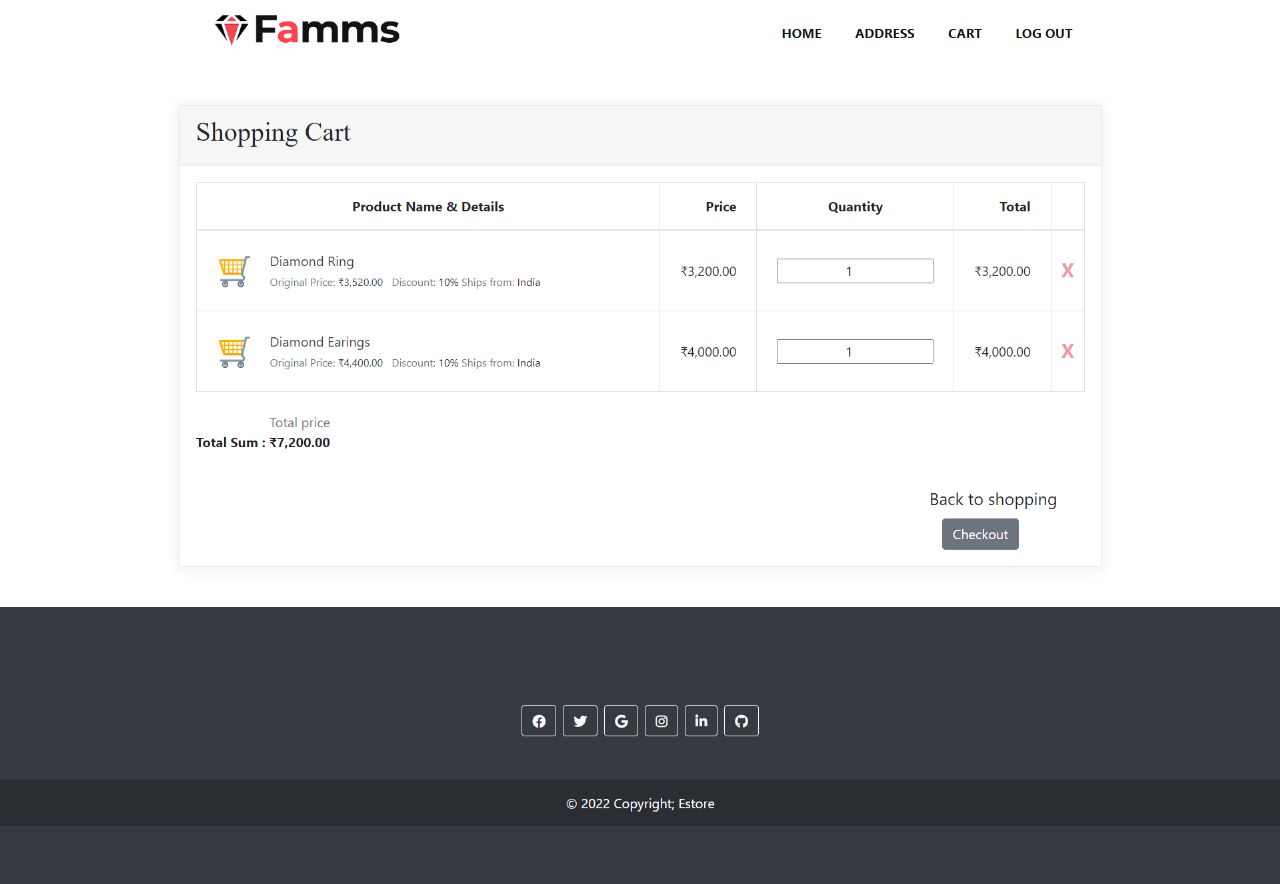 Famms
HOME ADDRESS CART LOG OUT
Shopping Cart
Product Name & Details Price Quantity Total
Diamond Ring
Original Price: ₹3,520.00 Discount: 10% Ships from: India
₹3,200.00 1 ₹3,200.00 X
Diamond Earings
Original Price: ₹4,400.00 Discount: 10% Ships from: India
₹4,000.00 1 ₹4,000.00 X
Total price
Total Sum : ₹7,200.00
Back to shopping
Checkout
© 2022 Copyright; Estore